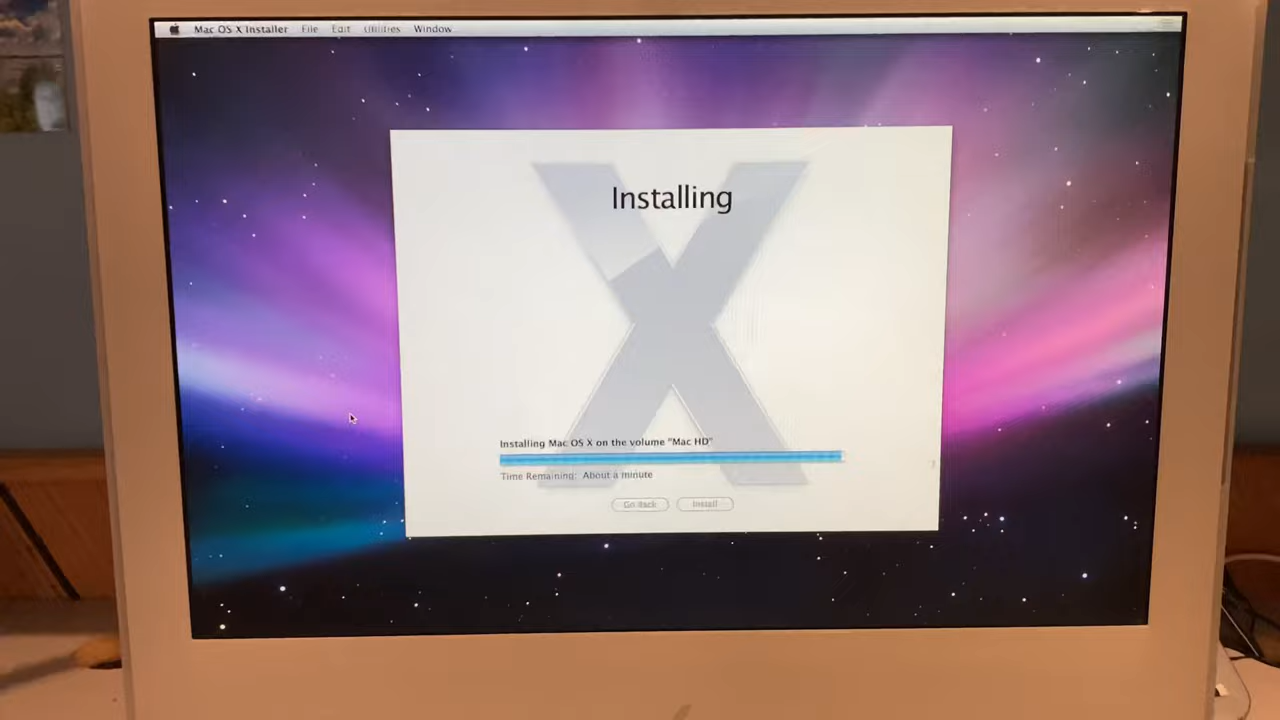 Mac OS X Installer File Edit Utilities Window
Installing
Installing Mac OS X on the volume "Mac HD"
Time Remaining: About a minute
Go Back Install